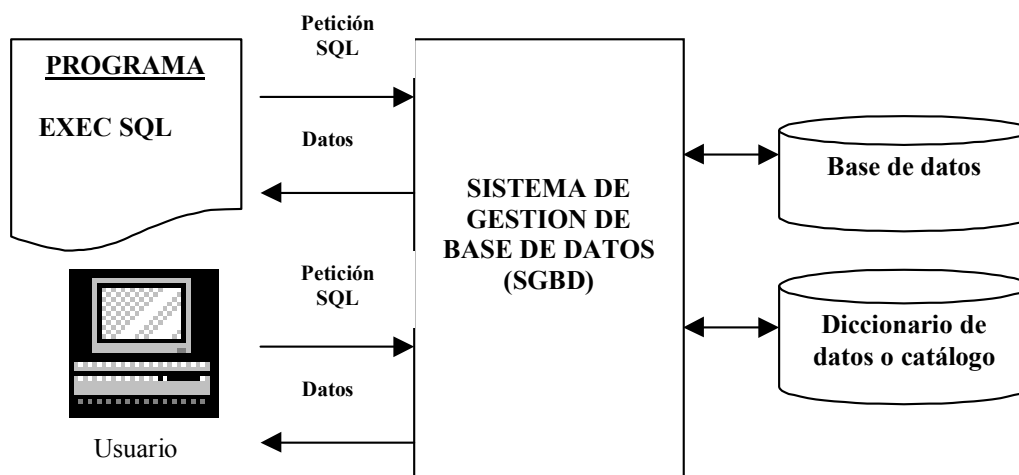 PROGRAMA
EXEC SQL
Petición
SQL
Datos
Petición
SQL
Datos
Usuario
SISTEMA DE
GESTION DE
BASE DE DATOS
(SGBD)
Base de datos
Diccionario de
datos o catálogo